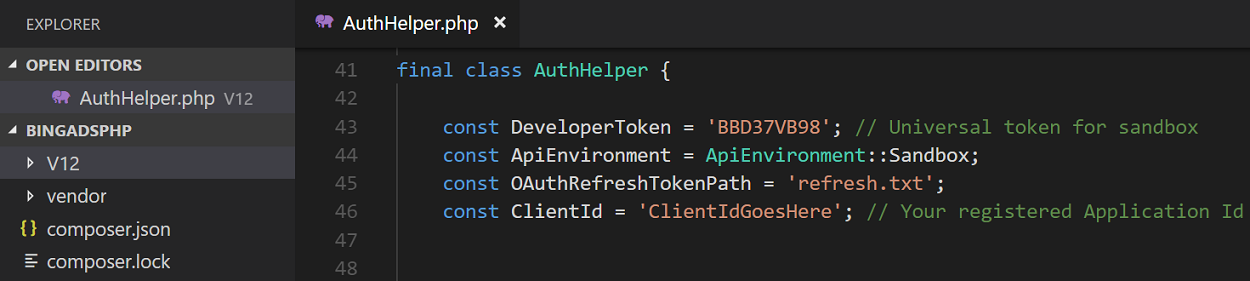 EXPLORER
OPEN EDITORS
AuthHelper.php V12
BINGADSPHP
V12
vendor
composer.json
composer.lock
AuthHelper.php
41 final class AuthHelper {
42
43 const DeveloperToken = 'BBD37VB98'; // Universal token for sandbox
44 const ApiEnvironment = ApiEnvironment::Sandbox;
45 const OAuthRefreshTokenPath = 'refresh.txt';
46 const ClientId = 'ClientIdGoesHere'; // Your registered Application Id
47
48